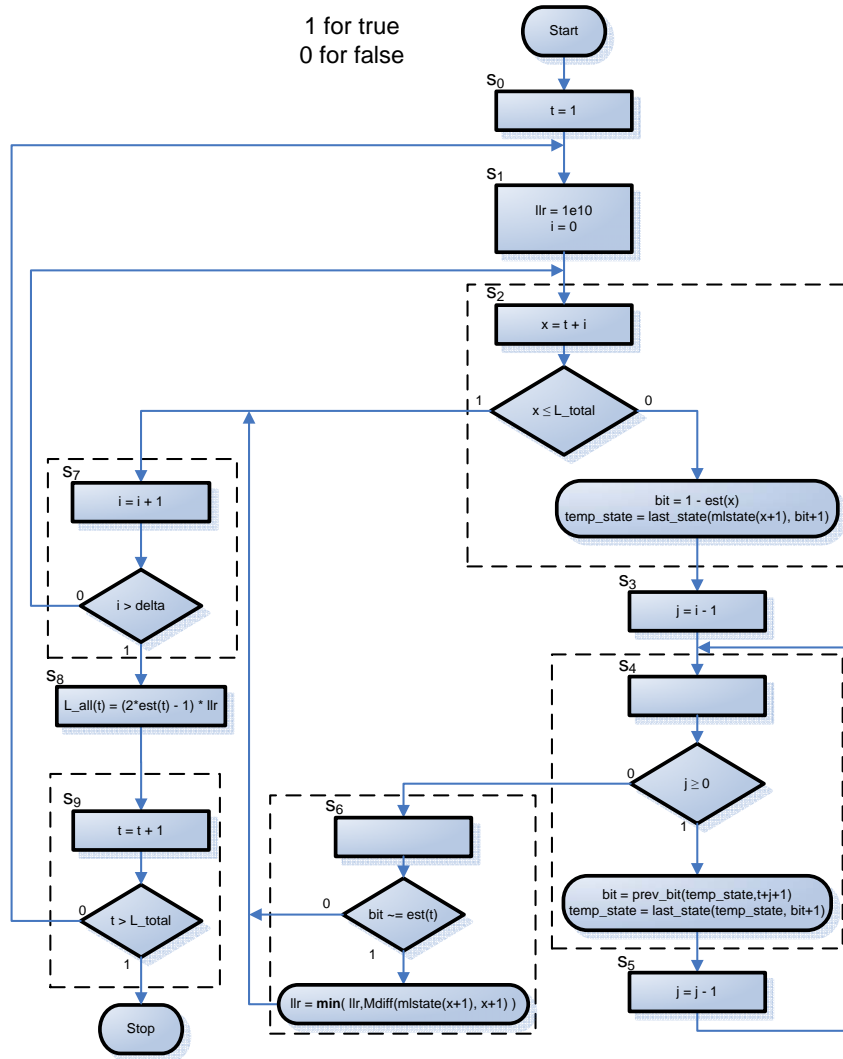 1 for true
0 for false
Start
S0
t = 1
S1
llr = 1e10
i = 0
S2
x = t + i
x ≤ L_total
1
0
bit = 1 - est(x)
temp_state = last_state(mlstate(x+1), bit+1)
S3
j = i - 1
S4
j ≥ 0
0
1
bit = prev_bit(temp_state,t+j+1)
temp_state = last_state(temp_state, bit+1)
S5
j = j - 1
S6
bit ~= est(t)
0
1
llr = min( llr,Mdiff(mlstate(x+1), x+1) )
S7
i = i + 1
i > delta
0
1
S8
L_all(t) = (2*est(t) - 1) * llr
S9
t = t + 1
t > L_total
0
1
Stop